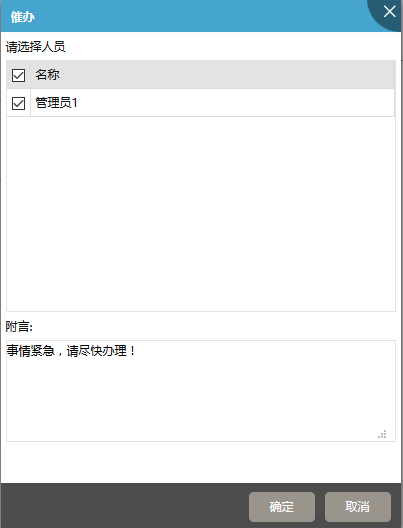 催办
请选择人员
名称
管理员1
附言:
事情紧急，请尽快办理！
确定 取消